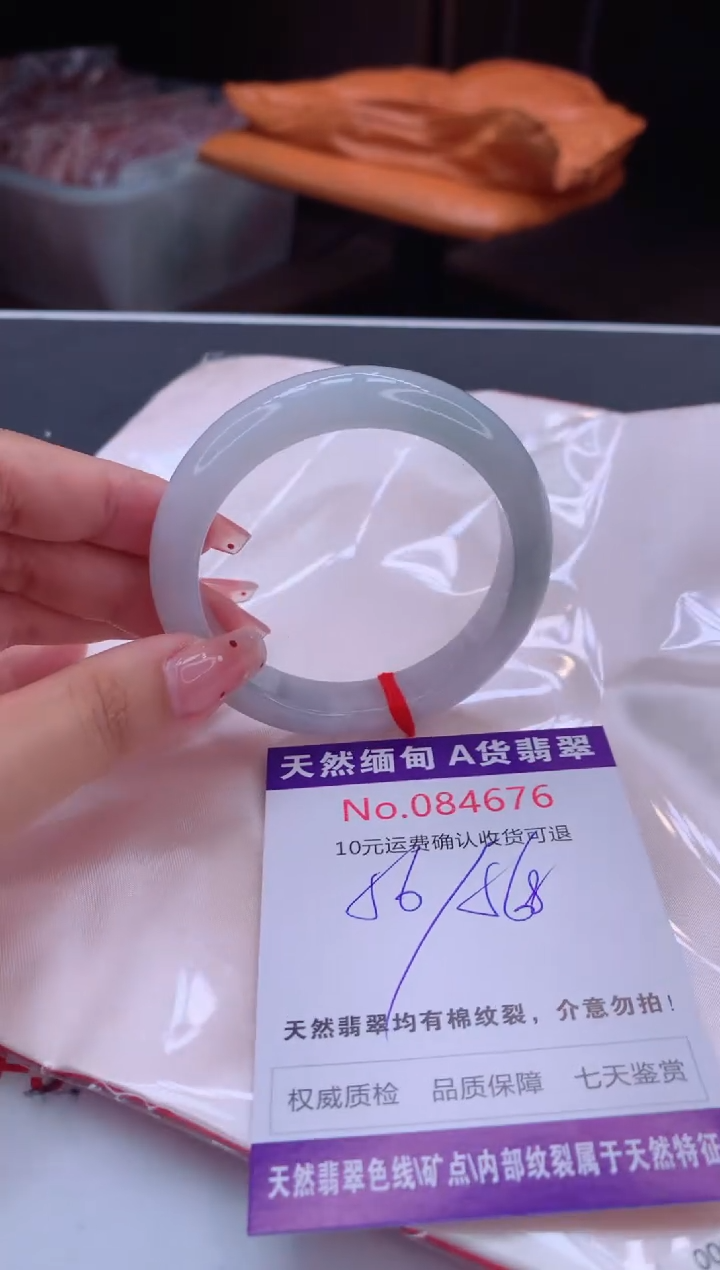 天然缅甸 A货翡翠
No.084676
10元运费确认收货可退
56/568
天然翡翠均有棉纹裂，介意勿拍！
权威质检 品质保障 七天鉴赏
天然翡翠色线\矿点\内部纹裂属于天然特征
00